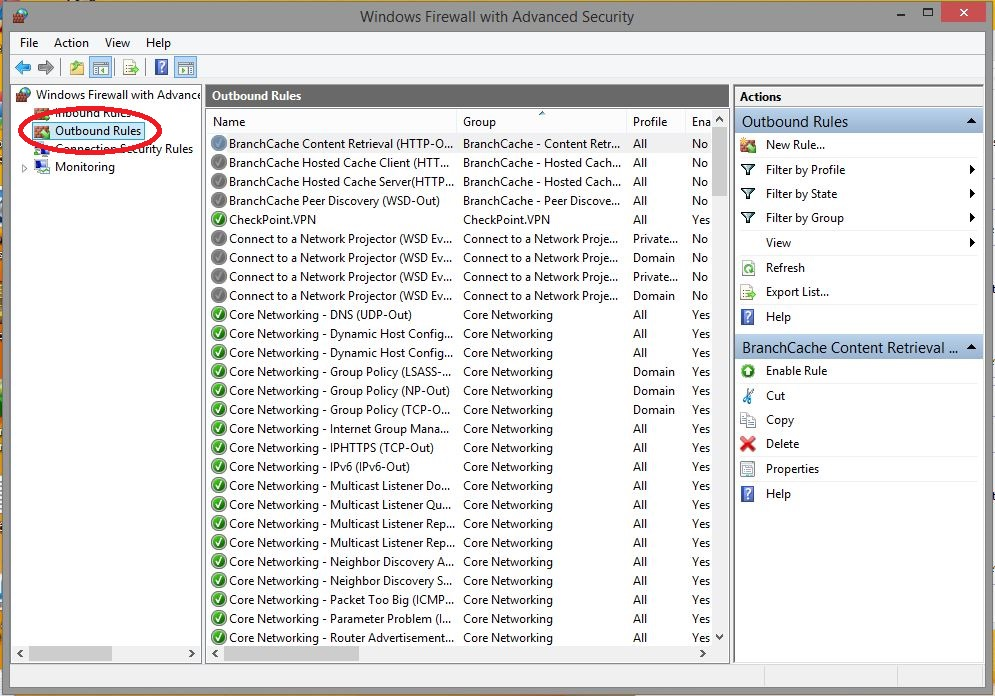 Windows Firewall with Advanced Security
File Action View Help
Windows Firewall with Advance
Inbound Rules
Outbound Rules
Connection Security Rules
Monitoring
Outbound Rules
Name Group Profile Ena
BranchCache Content Retrieval (HTTP-O... BranchCache - Content Retr... All No
BranchCache Hosted Cache Client (HTT... BranchCache - Hosted Cach... All No
BranchCache Hosted Cache Server(HTTP... BranchCache - Hosted Cach... All No
BranchCache Peer Discovery (WSD-Out) BranchCache - Peer Discove... All No
CheckPoint.VPN CheckPoint.VPN All Yes
Connect to a Network Projector (WSD Ev... Connect to a Network Proje... Private... No
Connect to a Network Projector (WSD Ev... Connect to a Network Proje... Domain No
Connect to a Network Projector (WSD Ev... Connect to a Network Proje... Private... No
Connect to a Network Projector (WSD Ev... Connect to a Network Proje... Domain No
Core Networking - DNS (UDP-Out) Core Networking All Yes
Core Networking - Dynamic Host Config... Core Networking All Yes
Core Networking - Dynamic Host Config... Core Networking All Yes
Core Networking - Group Policy (LSASS-... Core Networking Domain Yes
Core Networking - Group Policy (NP-Out) Core Networking Domain Yes
Core Networking - Group Policy (TCP-O... Core Networking Domain Yes
Core Networking - Internet Group Mana... Core Networking All Yes
Core Networking - IPHTTPS (TCP-Out) Core Networking All Yes
Core Networking - IPv6 (IPv6-Out) Core Networking All Yes
Core Networking - Multicast Listener Do... Core Networking All Yes
Core Networking - Multicast Listener Qu... Core Networking All Yes
Core Networking - Multicast Listener Rep... Core Networking All Yes
Core Networking - Multicast Listener Rep... Core Networking All Yes
Core Networking - Neighbor Discovery A... Core Networking All Yes
Core Networking - Neighbor Discovery S... Core Networking All Yes
Core Networking - Packet Too Big (ICMP... Core Networking All Yes
Core Networking - Parameter Problem (I... Core Networking All Yes
Core Networking - Router Advertisement... Core Networking All Yes
Actions
Outbound Rules
New Rule...
Filter by Profile
Filter by State
Filter by Group
View
Refresh
Export List...
Help
BranchCache Content Retrieval ...
Enable Rule
Cut
Copy
Delete
Properties
Help